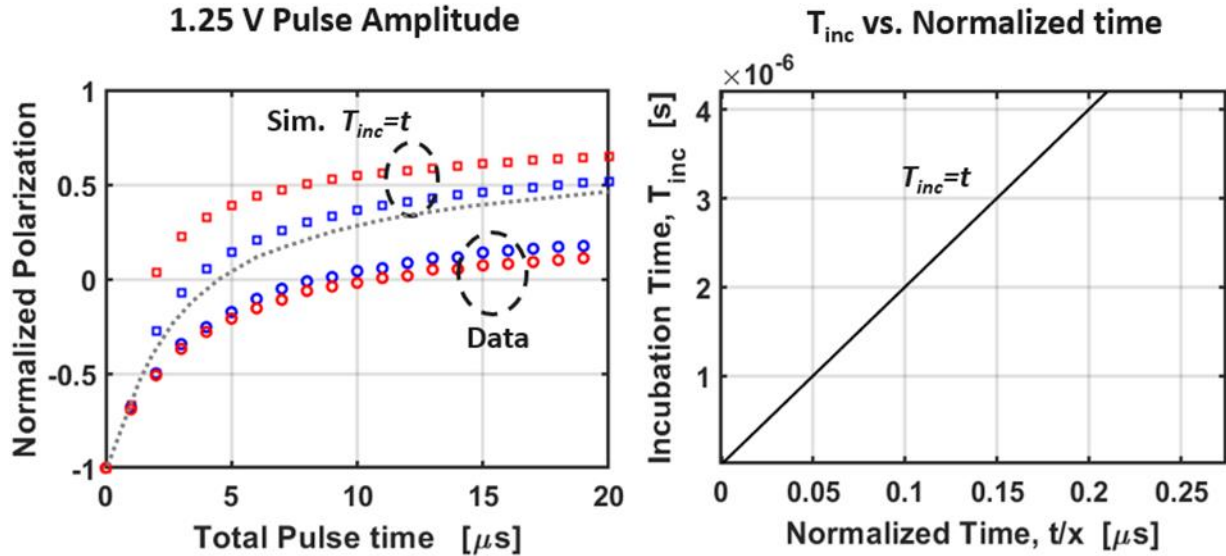 1.25 V Pulse Amplitude
Normalized Polarization
1
0.5
0
-0.5
-1
Sim. T_inc=t
Data
0 5 10 15 20
Total Pulse time [μs]
T_inc vs. Normalized time
×10⁻⁶
Incubation Time, T_inc [s]
4
3
2
1
T_inc=t
0 0.05 0.1 0.15 0.2 0.25
Normalized Time, t/x [μs]